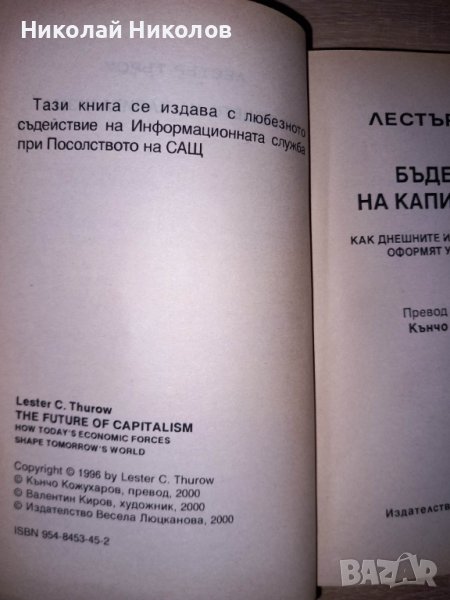 Николай Николов
Тази книга се издава с любезното
съдействие на Информационната служба
при Посолството на САЩ
Lester C. Thurow
THE FUTURE OF CAPITALISM
HOW TODAY'S ECONOMIC FORCES
SHAPE TOMORROW'S WORLD
Copyright © 1996 by Lester C. Thurow
© Кънчо Кожухаров, превод, 2000
© Валентин Киров, художник, 2000
© Издателство Весела Люцканова, 2000
ISBN 954-8453-45-2
ЛЕСТЪР
БЪДЕ
НА КАПИ
КАК ДНЕШНИТЕ И
ОФОРМЯТ У
Превод
Кънчо
Издателств
BAZAR